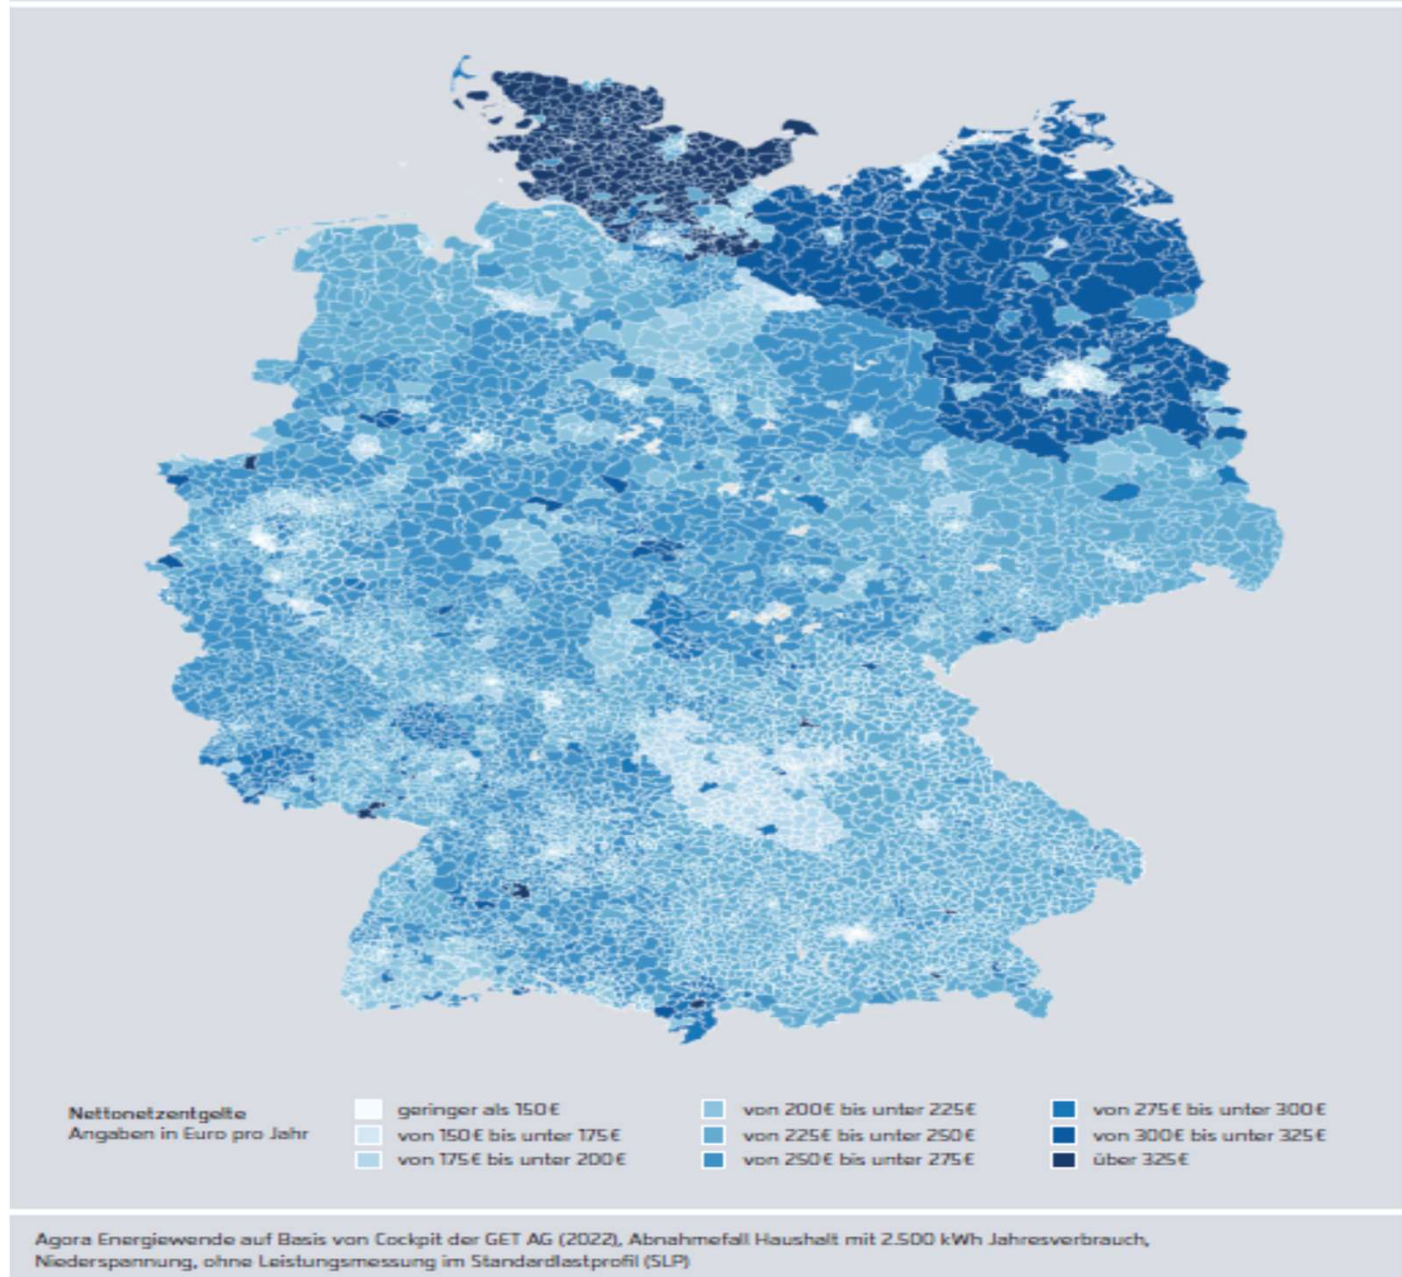 Nettonetzentgelte
Angaben in Euro pro Jahr
geringer als 150€
von 150€ bis unter 175€
von 175€ bis unter 200€
von 200€ bis unter 225€
von 225€ bis unter 250€
von 250€ bis unter 275€
von 275€ bis unter 300€
von 300€ bis unter 325€
über 325€
Agora Energiewende auf Basis von Cockpit der GET AG (2022), Abnahmefall Haushalt mit 2.500 kWh Jahresverbrauch,
Niederspannung, ohne Leistungsmessung im Standardlastprofil (SLP)